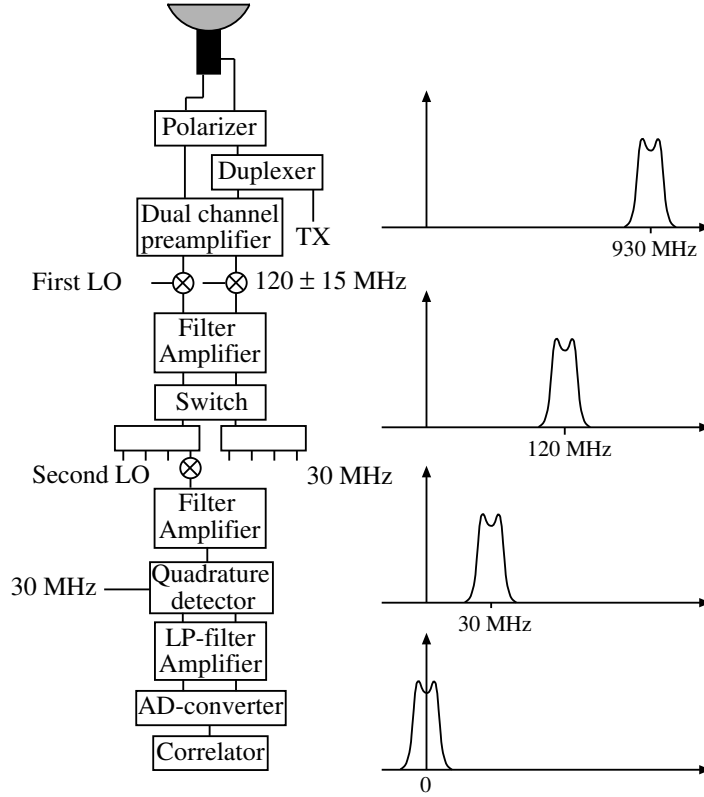 Polarizer
Duplexer
Dual channel
preamplifier
TX
930 MHz
First LO
120 ± 15 MHz
Filter
Amplifier
Switch
120 MHz
Second LO
30 MHz
Filter
Amplifier
30 MHz
Quadrature
detector
30 MHz
LP-filter
Amplifier
AD-converter
Correlator
0